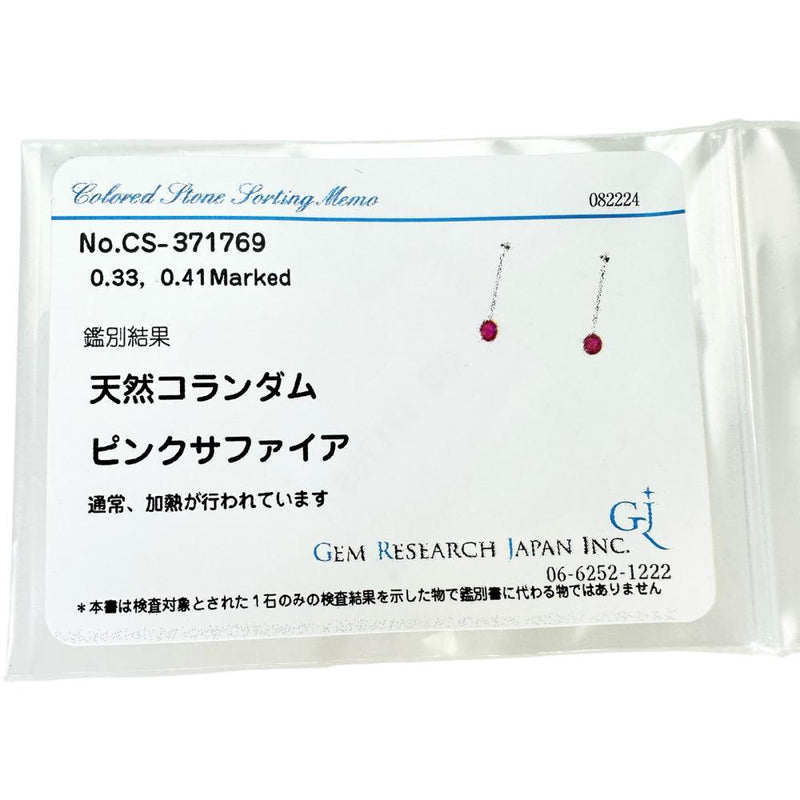 Colored Stone Sorting Memo
082224
No.CS-371769
0.33, 0.41Marked
鑑別結果
天然コランダム
ピンクサファイア
通常、加熱が行われています
GJ
GEM RESEARCH JAPAN INC.
06-6252-1222
*本書は検査対象とされた1石のみの検査結果を示した物で鑑別書に代わる物ではありません